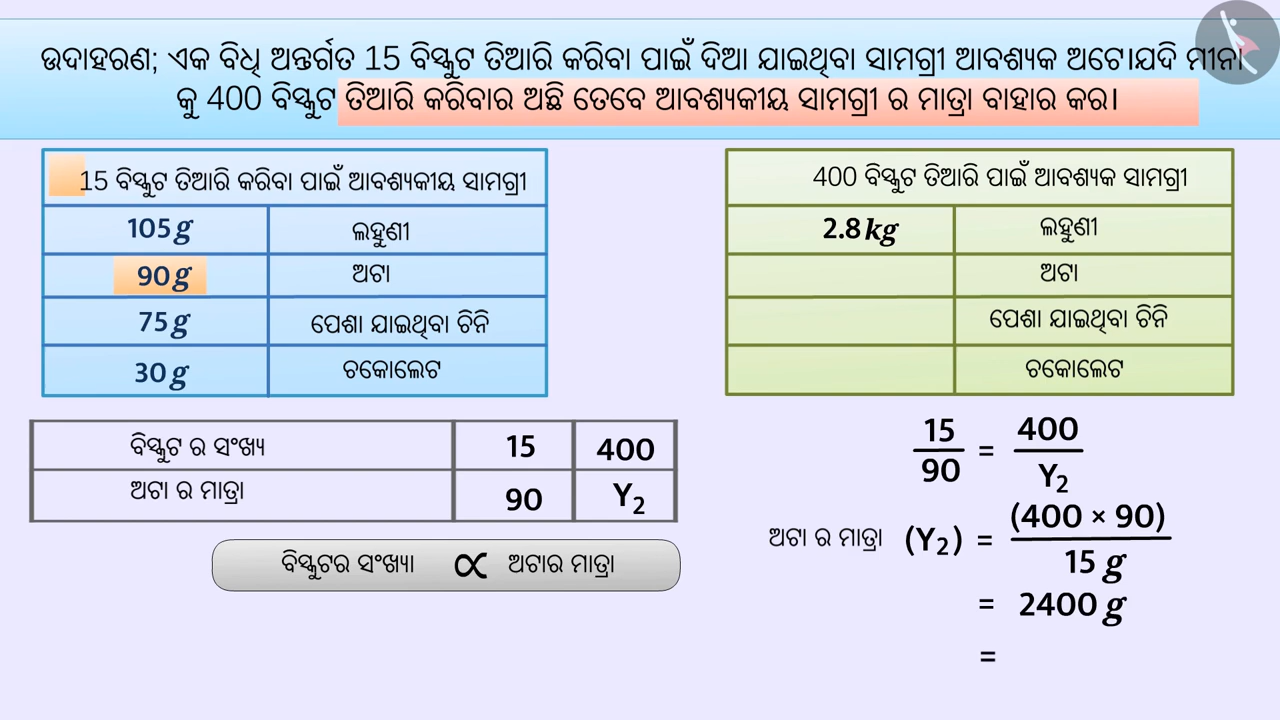 ଉଦାହରଣ; ଏକ ବିଧି ଅନ୍ତର୍ଗତ 15 ବିସ୍କୁଟ ତିଆରି କରିବା ପାଇଁ ଦିଆ ଯାଇଥିବା ସାମଗ୍ରୀ ଆବଶ୍ୟକ ଅଟେ।ଯଦି ମୀନା
କୁ 400 ବିସ୍କୁଟ ତିଆରି କରିବାର ଅଛି ତେବେ ଆବଶ୍ୟକୀୟ ସାମଗ୍ରୀ ର ମାତ୍ରା ବାହାର କର।
15 ବିସ୍କୁଟ ତିଆରି କରିବା ପାଇଁ ଆବଶ୍ୟକୀୟ ସାମଗ୍ରୀ
105 g ଲହୁଣୀ
90 g ଅଟା
75 g ପେଶା ଯାଇଥିବା ଚିନି
30 g ଚକୋଲେଟ
400 ବିସ୍କୁଟ ତିଆରି ପାଇଁ ଆବଶ୍ୟକ ସାମଗ୍ରୀ
2.8 kg ଲହୁଣୀ
ଅଟା
ପେଶା ଯାଇଥିବା ଚିନି
ଚକୋଲେଟ
ବିସ୍କୁଟ ର ସଂଖ୍ୟ 15 400
ଅଟା ର ମାତ୍ରା 90 Y₂
ବିସ୍କୁଟର ସଂଖ୍ୟା ∝ ଅଟାର ମାତ୍ରା
15/90 = 400/Y₂
ଅଟା ର ମାତ୍ରା (Y₂) = (400 × 90)/15 g
= 2400 g
=